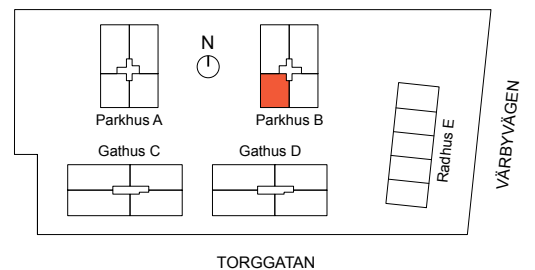 N
Parkhus A
Parkhus B
Gathus C
Gathus D
Radhus E
VÄRBYVÄGEN
TORGGATAN